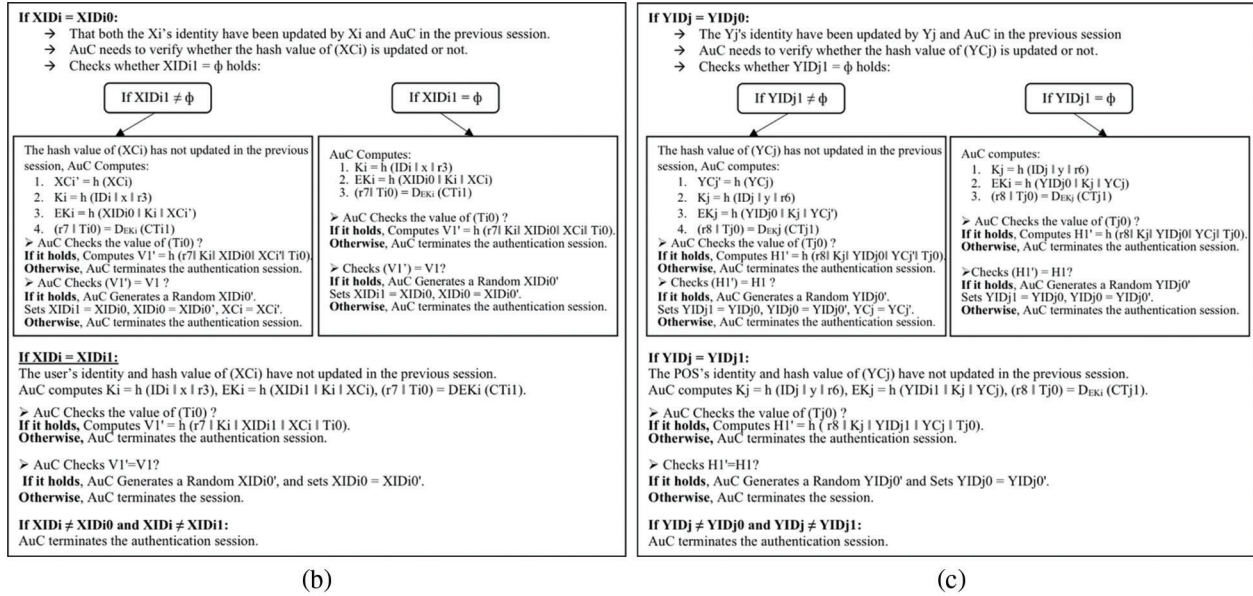 If XIDi = XIDi0:
→ That both the Xi's identity have been updated by Xi and AuC in the previous session.
→ AuC needs to verify whether the hash value of (XCi) is updated or not.
→ Checks whether XIDi1 = ϕ holds:
If XIDi1 ≠ ϕ
If XIDi1 = ϕ
The hash value of (XCi) has not updated in the previous
session, AuC Computes:
1. XCi' = h (XCi)
2. Ki = h (IDi ‖ x ‖ r3)
3. EKi = h (XIDi0 ‖ Ki ‖ XCi')
4. (r7 ‖ Ti0) = DEKi (CTi1)
➢ AuC Checks the value of (Ti0) ?
If it holds, Computes V1' = h (r7‖ Ki‖ XIDi0‖ XCi'‖ Ti0).
Otherwise, AuC terminates the authentication session.
➢ AuC Checks (V1') = V1 ?
If it holds, AuC Generates a Random XIDi0'.
Sets XIDi1 = XIDi0, XIDi0 = XIDi0', XCi = XCi'.
Otherwise, AuC terminates the authentication session.
AuC Computes:
1. Ki = h (IDi ‖ x ‖ r3)
2. EKi = h (XIDi0 ‖ Ki ‖ XCi)
3. (r7‖ Ti0) = DEKi (CTi1)
➢ AuC Checks the value of (Ti0) ?
If it holds, Computes V1' = h (r7‖ Ki‖ XIDi0‖ XCi‖ Ti0).
Otherwise, AuC terminates the authentication session.
➢ Checks (V1') = V1?
If it holds, AuC Generates a Random XIDi0'
Sets XIDi1 = XIDi0, XIDi0 = XIDi0'.
Otherwise, AuC terminates the authentication session.
If XIDi = XIDi1:
The user's identity and hash value of (XCi) have not updated in the previous session.
AuC computes Ki = h (IDi ‖ x ‖ r3), EKi = h (XIDi1 ‖ Ki ‖ XCi), (r7 ‖ Ti0) = DEKi (CTi1).
➢ AuC Checks the value of (Ti0) ?
If it holds, Computes V1' = h (r7 ‖ Ki ‖ XIDi1 ‖ XCi ‖ Ti0).
Otherwise, AuC terminates the authentication session.
➢ AuC Checks V1'=V1?
If it holds, AuC Generates a Random XIDi0', and sets XIDi0 = XIDi0'.
Otherwise, AuC terminates the session.
If XIDi ≠ XIDi0 and XIDi ≠ XIDi1:
AuC terminates the authentication session.
(b)
If YIDj = YIDj0:
→ The Yj's identity have been updated by Yj and AuC in the previous session
→ AuC needs to verify whether the hash value of (YCj) is updated or not.
→ Checks whether YIDj1 = ϕ holds:
If YIDj1 ≠ ϕ
If YIDj1 = ϕ
The hash value of (YCj) has not updated in the previous
session, AuC computes:
1. YCj' = h (YCj)
2. Kj = h (IDj ‖ y ‖ r6)
3. EKj = h (YIDj0 ‖ Kj ‖ YCj')
4. (r8 ‖ Tj0) = DEKj (CTj1)
➢ AuC Checks the value of (Tj0) ?
If it holds, Computes H1' = h (r8‖ Kj‖ YIDj0‖ YCj'‖ Tj0).
Otherwise, AuC terminates the authentication session.
➢ Checks (H1') = H1 ?
If it holds, AuC Generates a Random YIDj0'.
Sets YIDj1 = YIDj0, YIDj0 = YIDj0', YCj = YCj'.
Otherwise, AuC terminates the authentication session.
AuC computes:
1. Kj = h (IDj ‖ y ‖ r6)
2. EKj = h (YIDj0 ‖ Kj ‖ YCj)
3. (r8 ‖ Tj0) = DEKj (CTj1)
➢ AuC Checks the value of (Tj0) ?
If it holds, Computes H1' = h (r8‖ Kj‖ YIDj0‖ YCj‖ Tj0).
Otherwise, AuC terminates the authentication session.
➢Checks (H1') = H1?
If it holds, AuC Generates a Random YIDj0'
Sets YIDj1 = YIDj0, YIDj0 = YIDj0'.
Otherwise, AuC terminates the authentication session.
If YIDj = YIDj1:
The POS's identity and hash value of (YCj) have not updated in the previous session.
AuC computes Kj = h (IDj ‖ y ‖ r6), EKj = h (YIDi1 ‖ Kj ‖ YCj), (r8 ‖ Tj0) = DEKi (CTj1).
➢ AuC Checks the value of (Tj0) ?
If it holds, Computes H1' = h ( r8 ‖ Kj ‖ YIDj1 ‖ YCj ‖ Tj0).
Otherwise, AuC terminates the authentication session.
➢ Checks H1'=H1?
If it holds, AuC Generates a Random YIDj0' and Sets YIDj0 = YIDj0'.
Otherwise, AuC terminates the session.
If YIDj ≠ YIDj0 and YIDj ≠ YIDj1:
AuC terminates the authentication session.
(c)